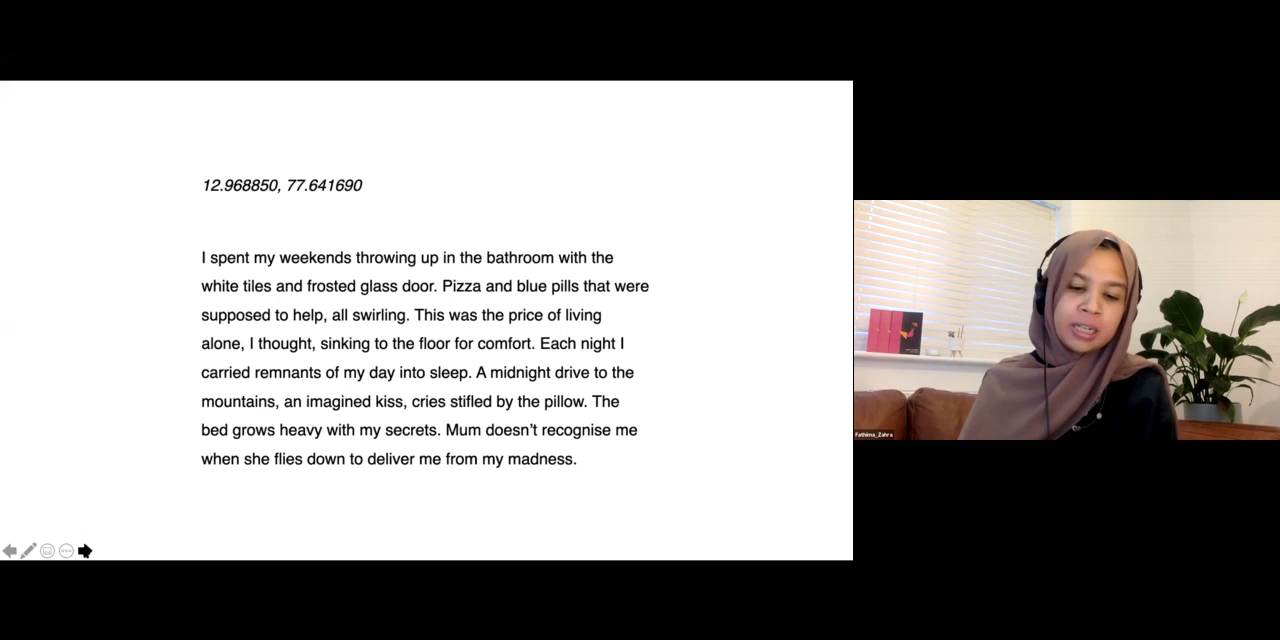 12.968850, 77.641690
I spent my weekends throwing up in the bathroom with the
white tiles and frosted glass door. Pizza and blue pills that were
supposed to help, all swirling. This was the price of living
alone, I thought, sinking to the floor for comfort. Each night I
carried remnants of my day into sleep. A midnight drive to the
mountains, an imagined kiss, cries stifled by the pillow. The
bed grows heavy with my secrets. Mum doesn’t recognise me
when she flies down to deliver me from my madness.
Fathima_Zahra